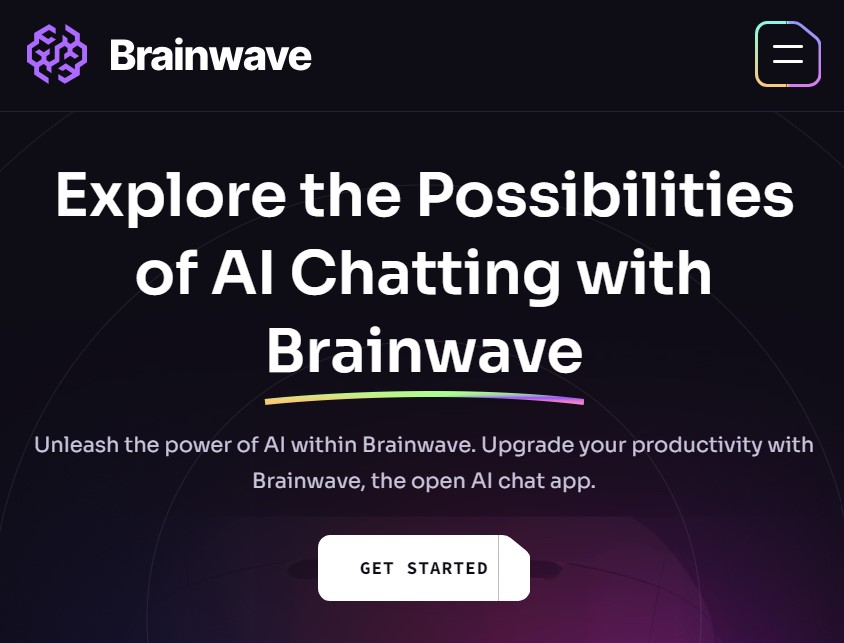 Brainwave
Explore the Possibilities
of AI Chatting with
Brainwave
Unleash the power of AI within Brainwave. Upgrade your productivity with
Brainwave, the open AI chat app.
GET STARTED